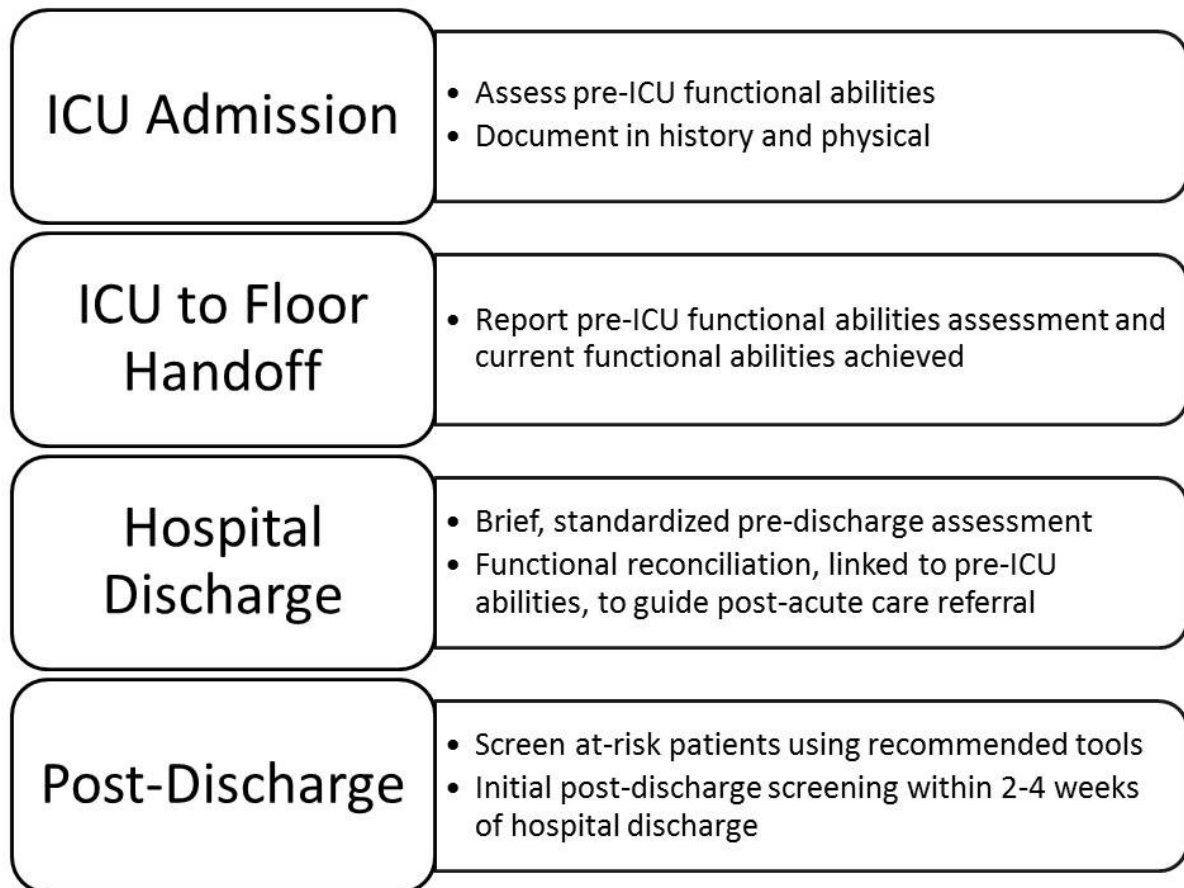 ICU Admission
• Assess pre-ICU functional abilities
• Document in history and physical
ICU to Floor
Handoff
• Report pre-ICU functional abilities assessment and
current functional abilities achieved
Hospital
Discharge
• Brief, standardized pre-discharge assessment
• Functional reconciliation, linked to pre-ICU
abilities, to guide post-acute care referral
Post-Discharge
• Screen at-risk patients using recommended tools
• Initial post-discharge screening within 2-4 weeks
of hospital discharge